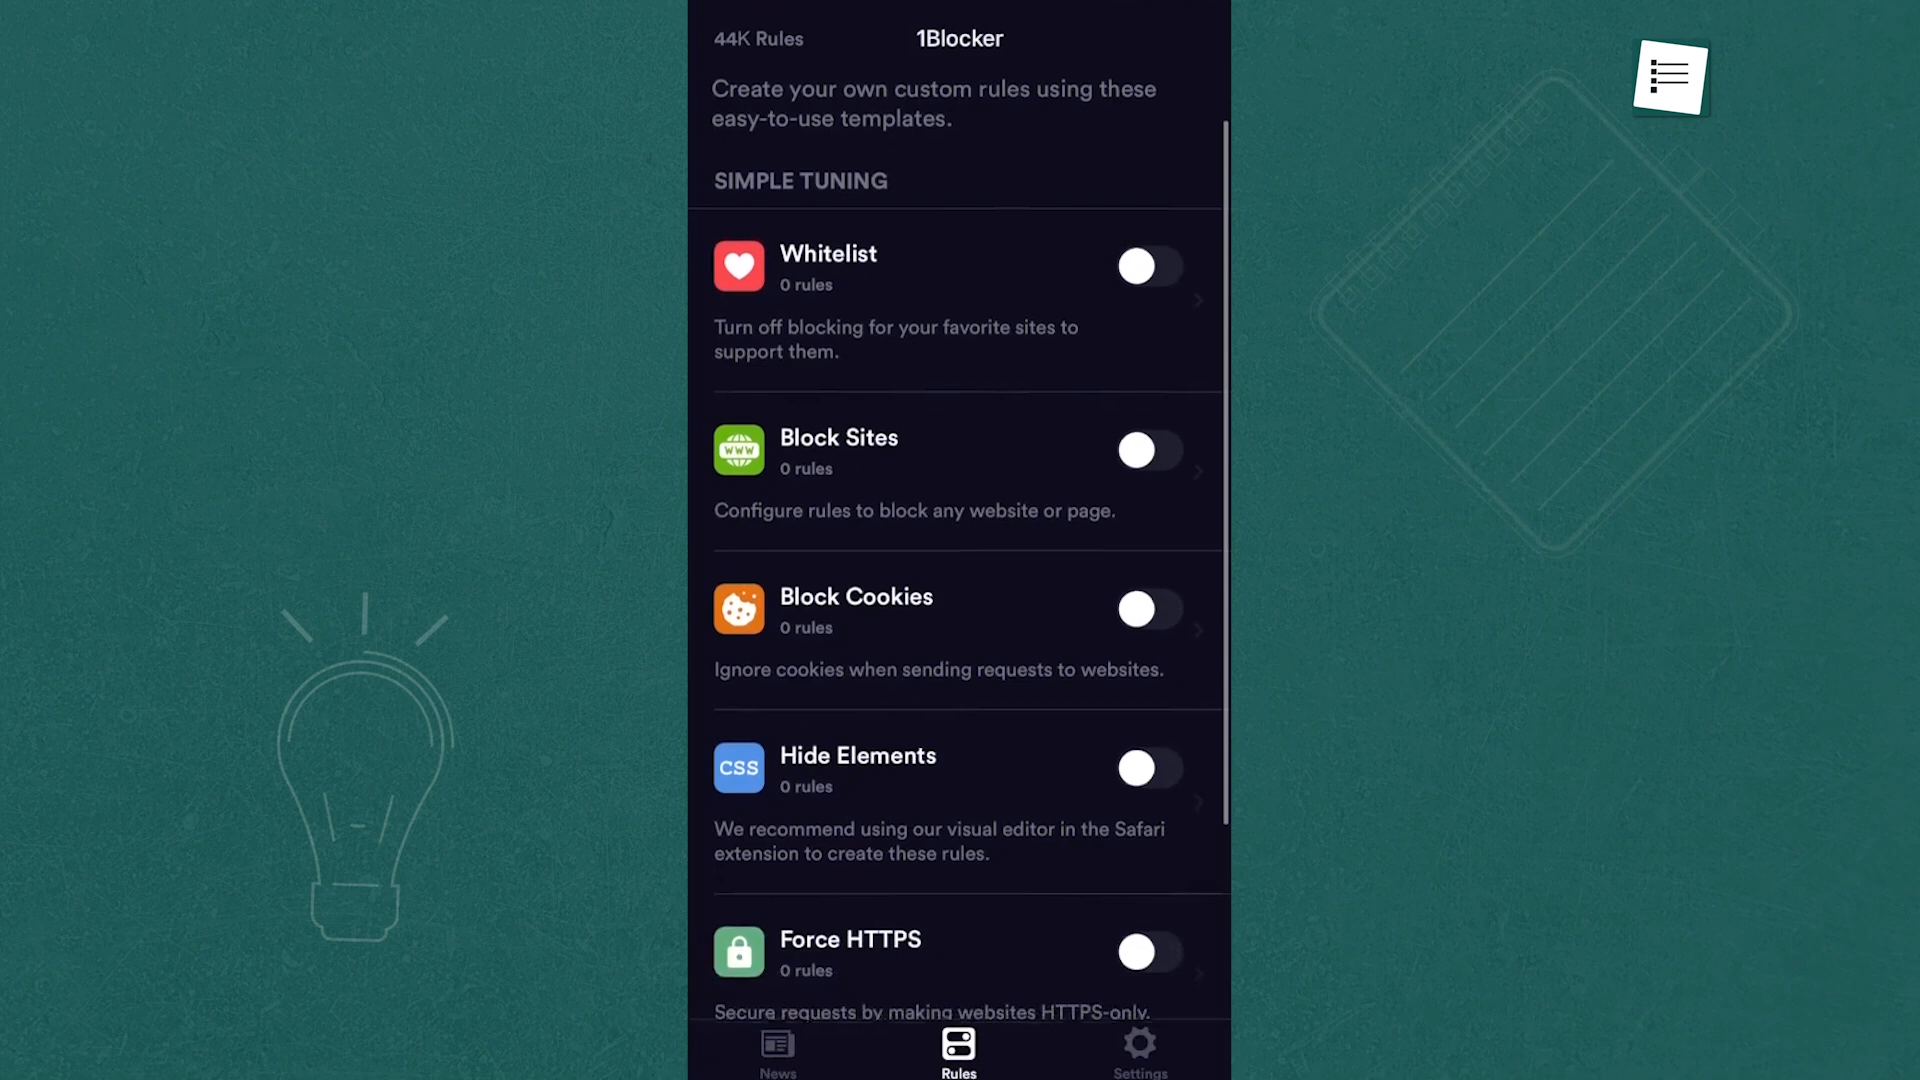 44K Rules
1Blocker
Create your own custom rules using these
easy-to-use templates.
SIMPLE TUNING
Whitelist
0 rules
Turn off blocking for your favorite sites to
support them.
WWW
Block Sites
0 rules
Configure rules to block any website or page.
Block Cookies
0 rules
Ignore cookies when sending requests to websites.
CSS
Hide Elements
0 rules
We recommend using our visual editor in the Safari
extension to create these rules.
Force HTTPS
0 rules
Secure requests by making websites HTTPS-only.
News
Rules
Settings